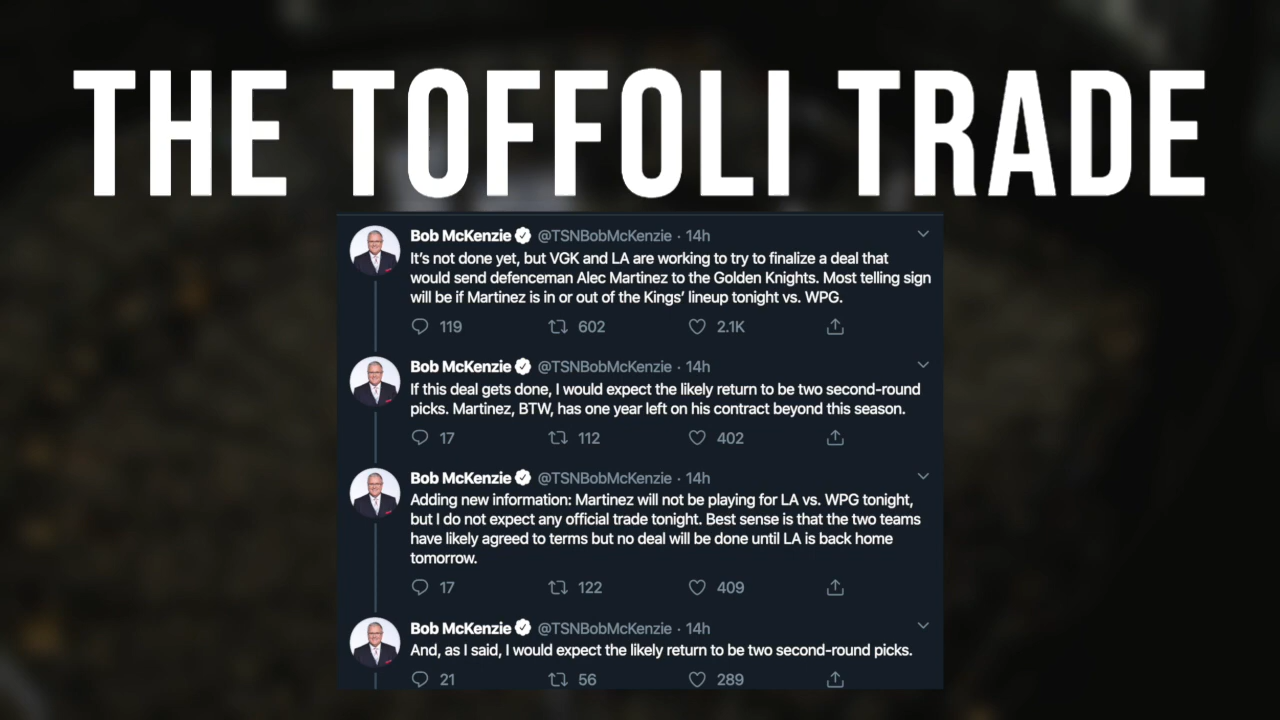 THE TOFFOLI TRADE
Bob McKenzie @TSNBobMcKenzie · 14h
It’s not done yet, but VGK and LA are working to try to finalize a deal that
would send defenceman Alec Martinez to the Golden Knights. Most telling sign
will be if Martinez is in or out of the Kings’ lineup tonight vs. WPG.
119 602 2.1K
Bob McKenzie @TSNBobMcKenzie · 14h
If this deal gets done, I would expect the likely return to be two second-round
picks. Martinez, BTW, has one year left on his contract beyond this season.
17 112 402
Bob McKenzie @TSNBobMcKenzie · 14h
Adding new information: Martinez will not be playing for LA vs. WPG tonight,
but I do not expect any official trade tonight. Best sense is that the two teams
have likely agreed to terms but no deal will be done until LA is back home
tomorrow.
17 122 409
Bob McKenzie @TSNBobMcKenzie · 14h
And, as I said, I would expect the likely return to be two second-round picks.
21 56 289